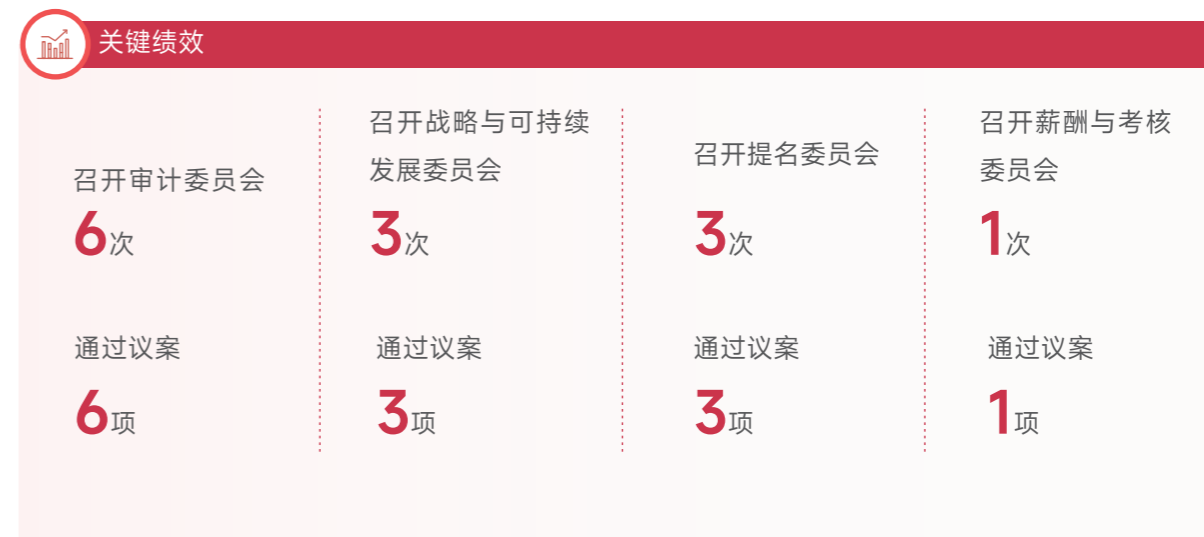 关键绩效
召开审计委员会
6次
通过议案
6项
召开战略与可持续
发展委员会
3次
通过议案
3项
召开提名委员会
3次
通过议案
3项
召开薪酬与考核
委员会
1次
通过议案
1项